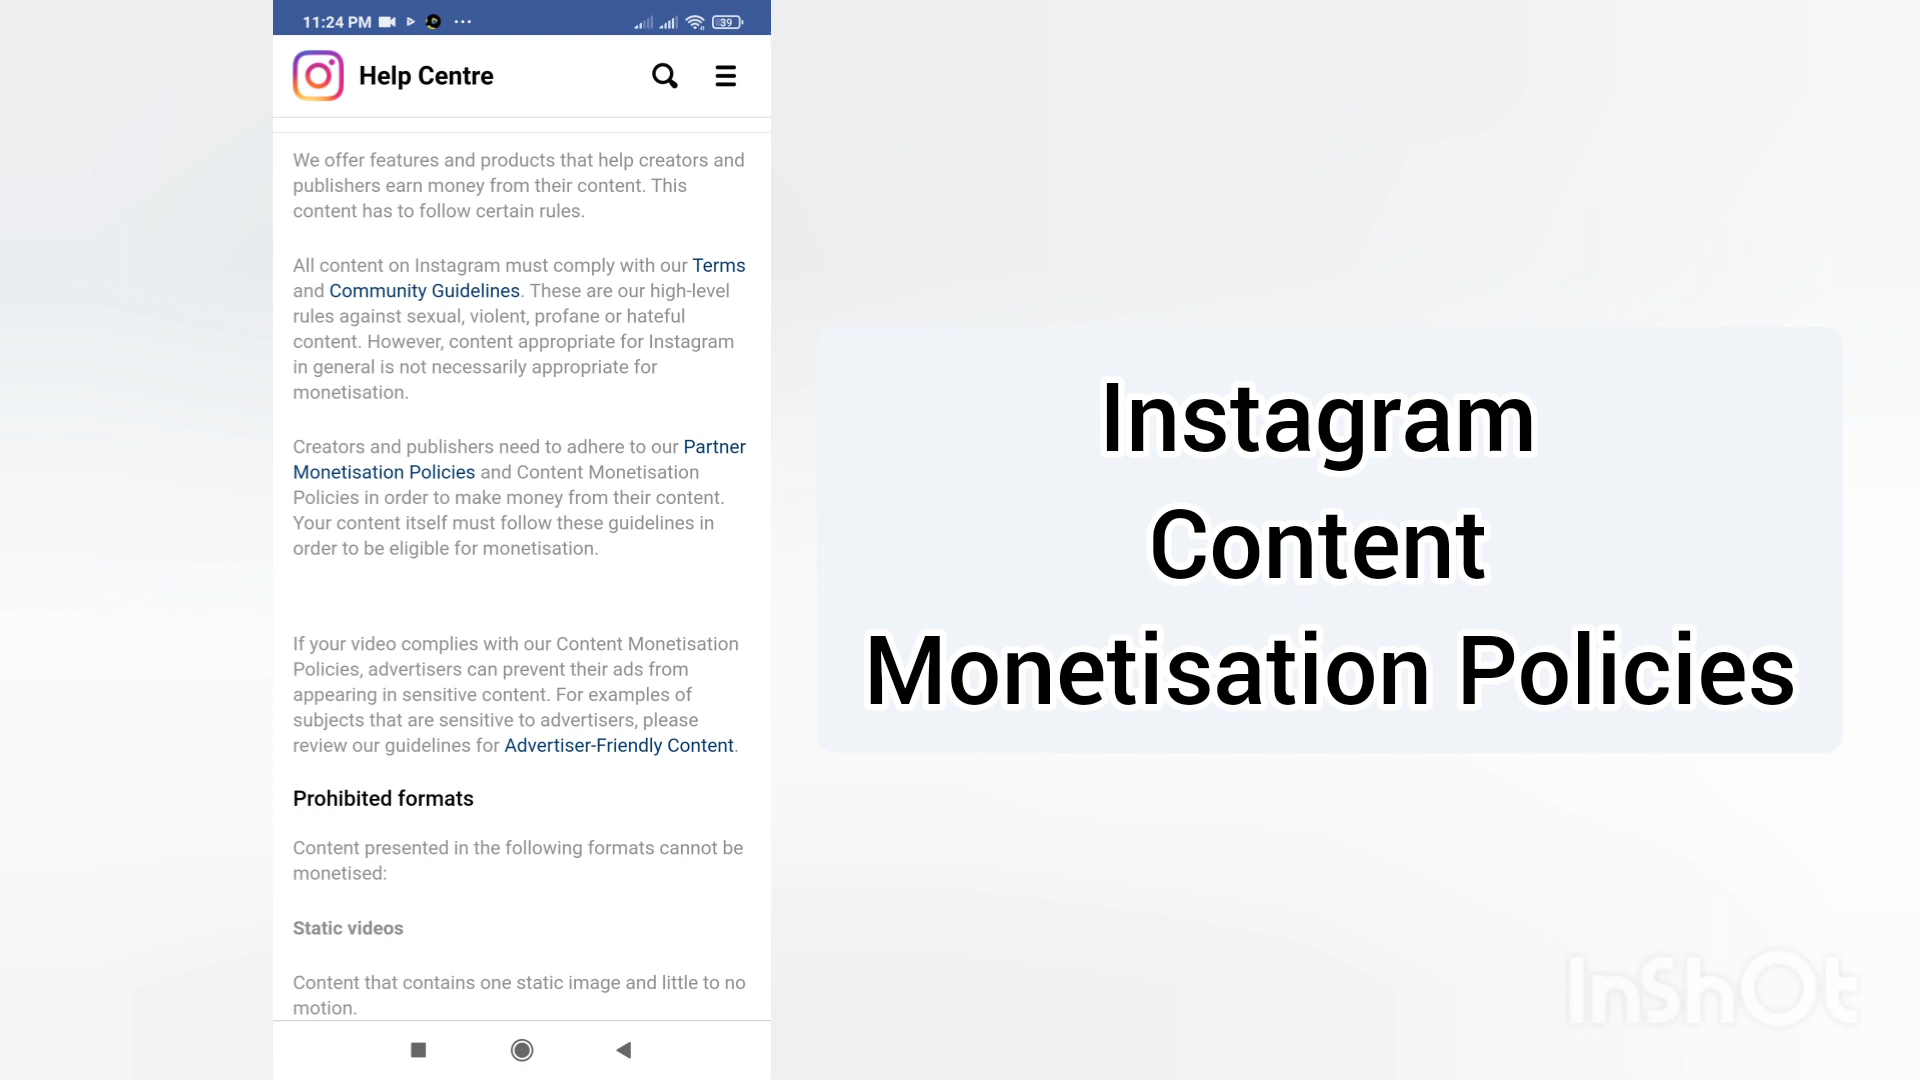 11:24 PM
39
Help Centre
We offer features and products that help creators and
publishers earn money from their content. This
content has to follow certain rules.
All content on Instagram must comply with our Terms
and Community Guidelines. These are our high-level
rules against sexual, violent, profane or hateful
content. However, content appropriate for Instagram
in general is not necessarily appropriate for
monetisation.
Creators and publishers need to adhere to our Partner
Monetisation Policies and Content Monetisation
Policies in order to make money from their content.
Your content itself must follow these guidelines in
order to be eligible for monetisation.
If your video complies with our Content Monetisation
Policies, advertisers can prevent their ads from
appearing in sensitive content. For examples of
subjects that are sensitive to advertisers, please
review our guidelines for Advertiser-Friendly Content.
Prohibited formats
Content presented in the following formats cannot be
monetised:
Static videos
Content that contains one static image and little to no
motion.
Instagram
Content
Monetisation Policies
InShOt